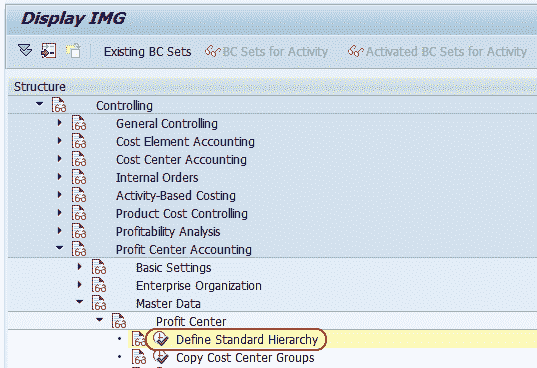 Display IMG
Existing BC Sets BC Sets for Activity Activated BC Sets for Activity
Structure
Controlling
General Controlling
Cost Element Accounting
Cost Center Accounting
Internal Orders
Activity-Based Costing
Product Cost Controlling
Profitability Analysis
Profit Center Accounting
Basic Settings
Enterprise Organization
Master Data
Profit Center
Define Standard Hierarchy
Copy Cost Center Groups